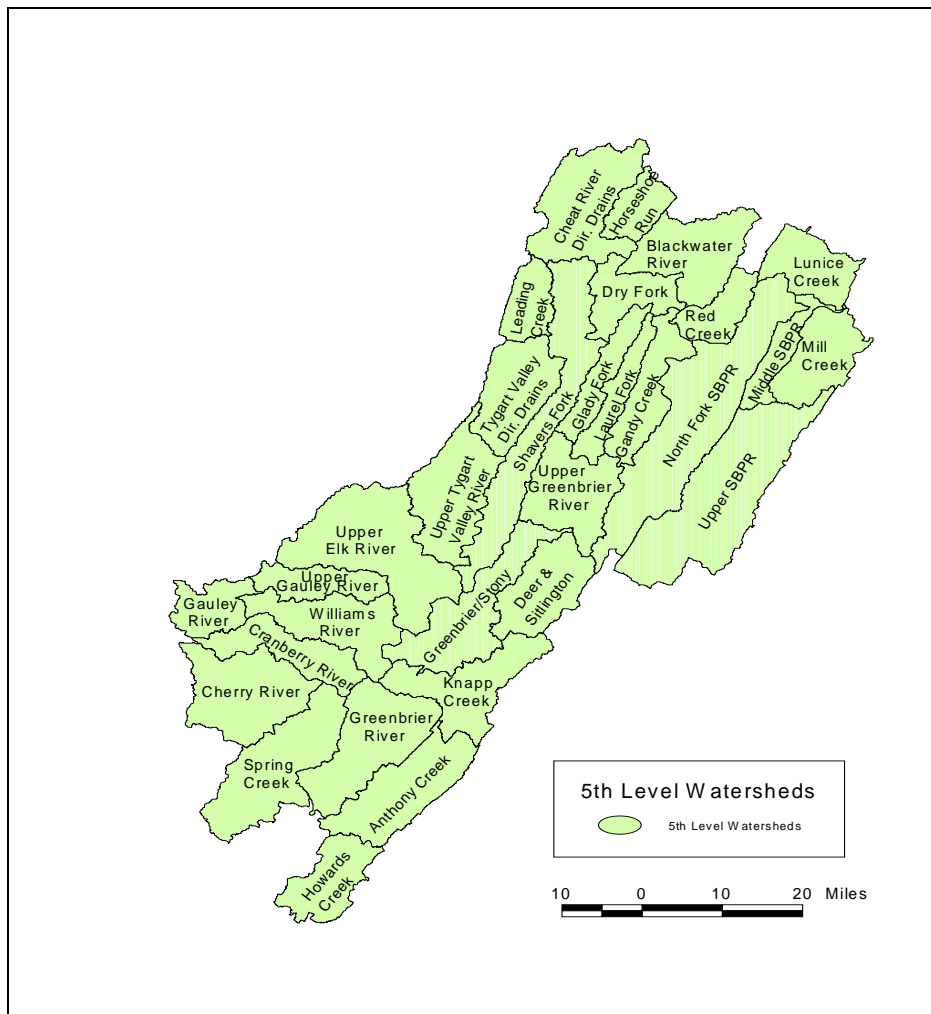 Cheat River
Dir. Drains
Horseshoe
Run
Blackwater
River
Lunice
Creek
Leading
Creek
Dry Fork
Red
Creek
Middle SBPR
Mill
Creek
Tygart Valley
Dir. Drains
Shavers Fork
Glady Fork
Laurel Fork
Gandy Creek
North Fork SBPR
Upper SBPR
Upper Tygart
Valley River
Upper
Greenbrier
River
Upper
Elk River
Upper
Gauley River
Gauley
River
Williams
River
Greenbrier/Stony
Deer &
Sitlington
Cranberry River
Cherry River
Knapp
Creek
Greenbrier
River
Spring
Creek
Anthony Creek
Howards
Creek
5th Level Watersheds
5th Level Watersheds
10 0 10 20 Miles